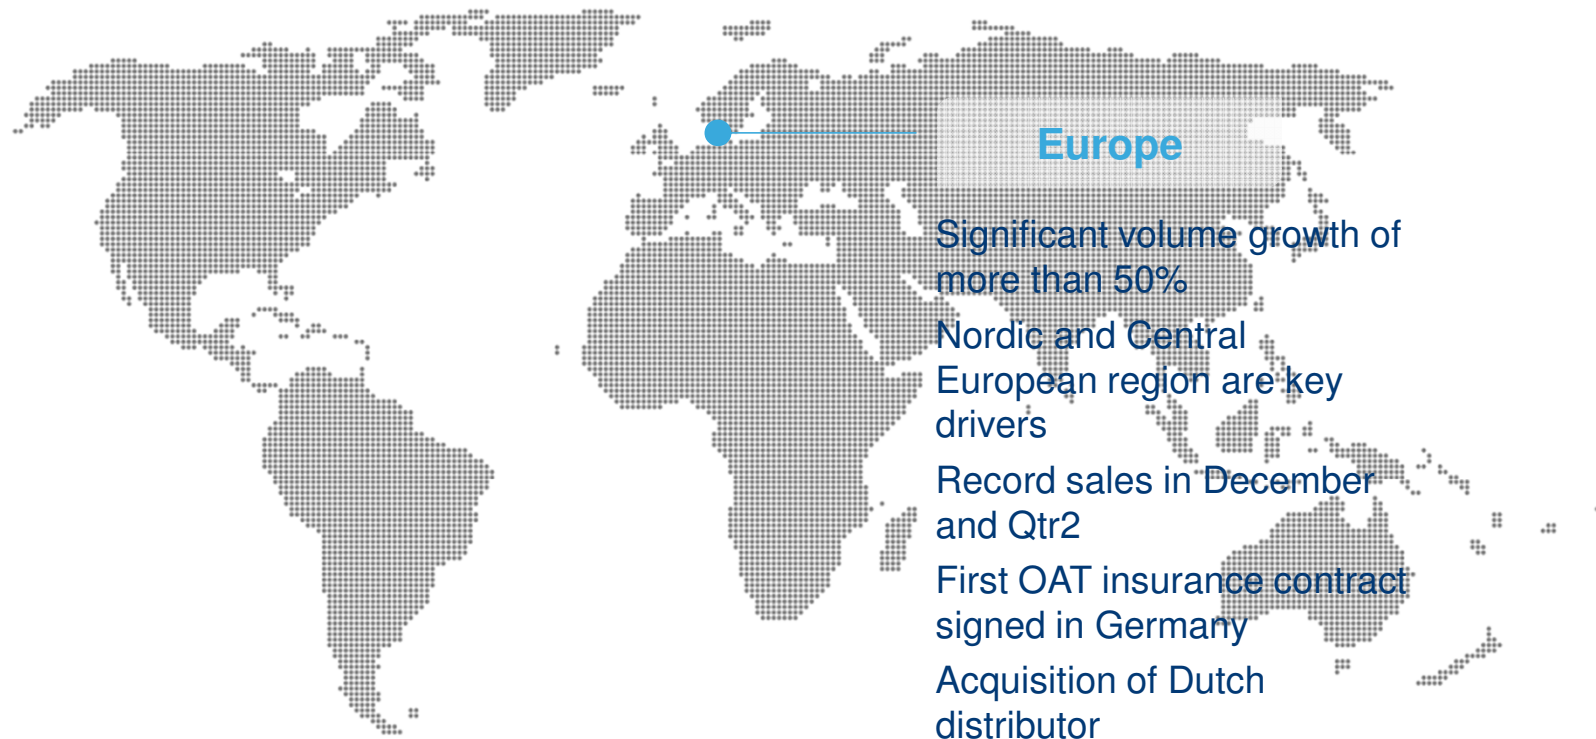 Europe
Significant volume growth of
more than 50%
Nordic and Central
European region are key
drivers
Record sales in December
and Qtr2
First OAT insurance contract
signed in Germany
Acquisition of Dutch
distributor